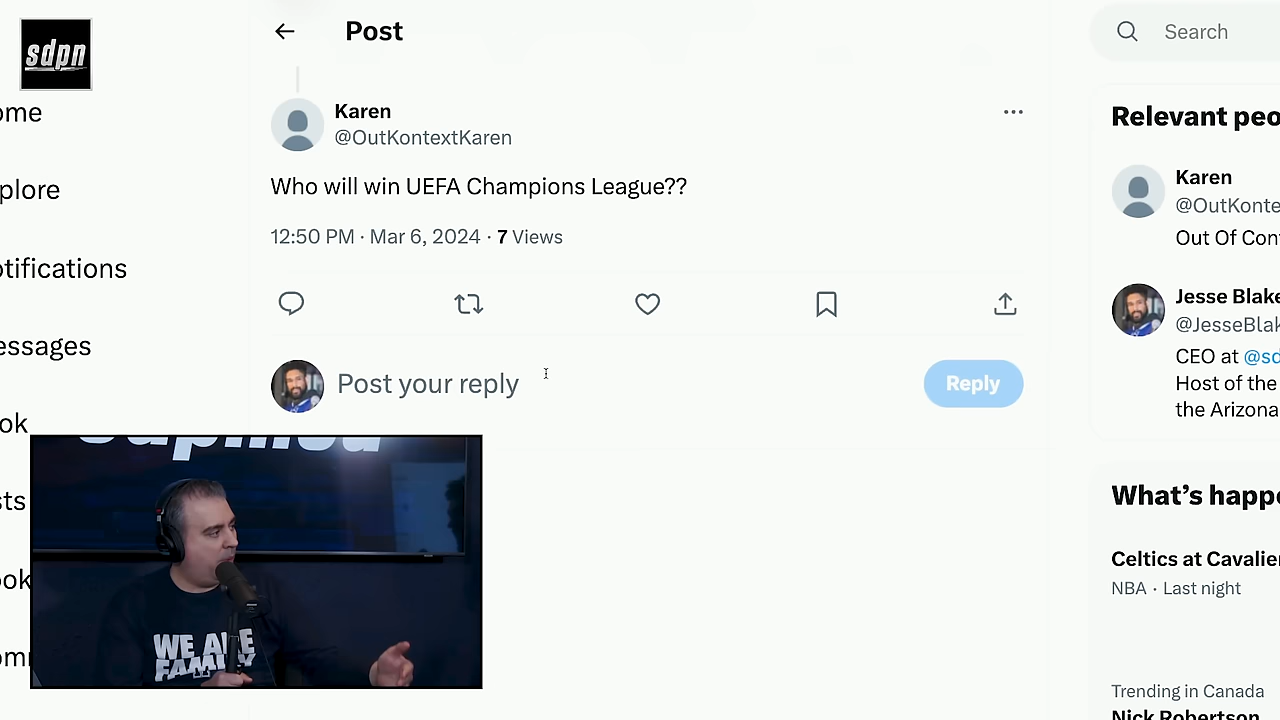 sdpn
Post
Search
ome
plore
otifications
essages
ok
sts
ook
omm
Karen
@OutKontextKaren
Who will win UEFA Champions League??
12:50 PM · Mar 6, 2024 · 7 Views
Post your reply
Reply
Relevant peo
Karen
@OutKonte
Out Of Con
Jesse Blake
@JesseBlak
CEO at @sd
Host of the
the Arizona
What's happe
Celtics at Cavalie
NBA · Last night
Trending in Canada
Nick Robertson
WE ARE
FAMILY